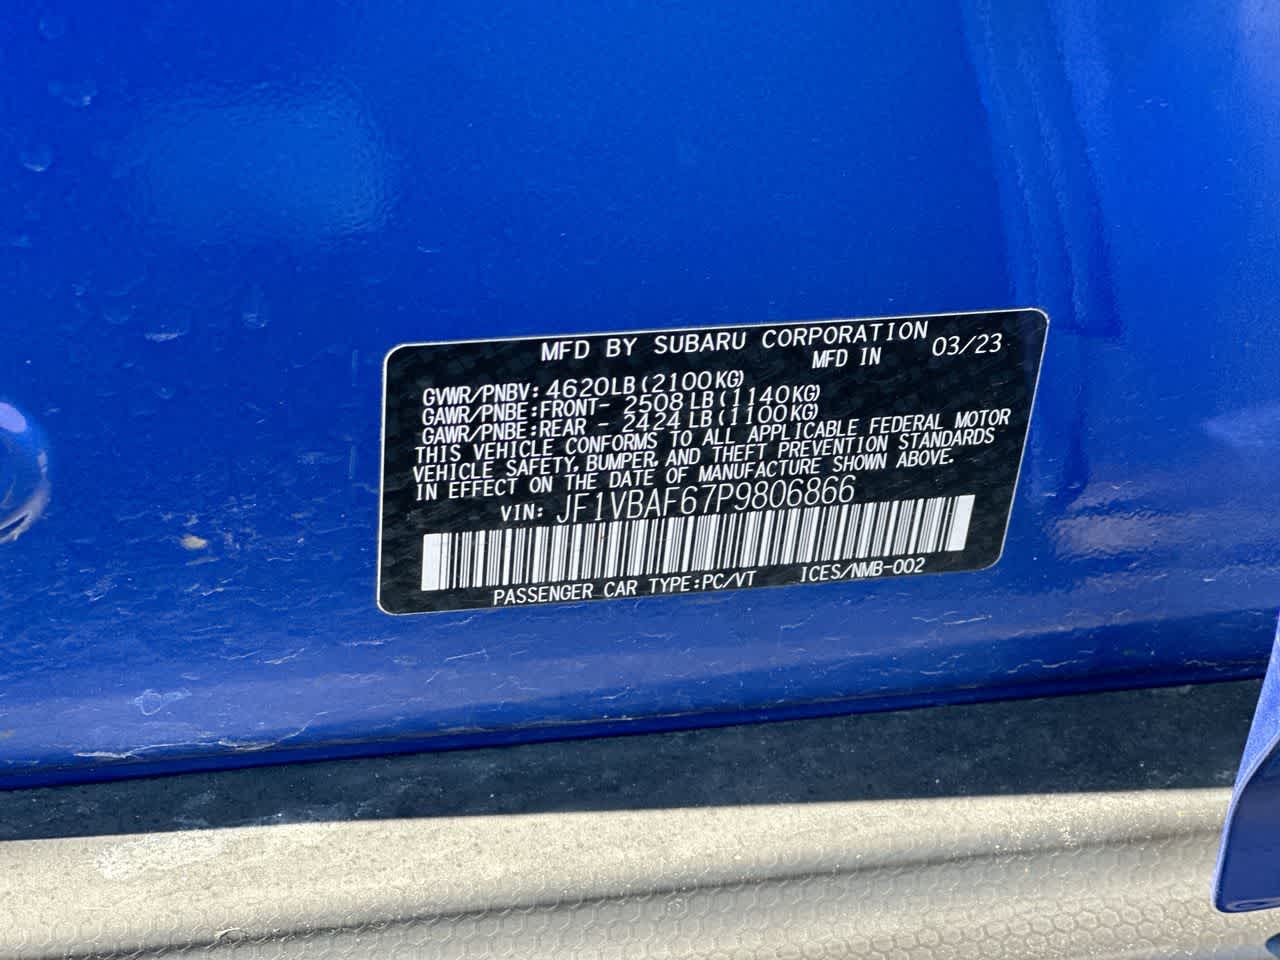 MFD BY SUBARU CORPORATION
MFD IN 03/23
GVWR/PNBV: 4620LB(2100KG)
GAWR/PNBE:FRONT- 2508LB(1140KG)
GAWR/PNBE:REAR - 2424LB(1100KG)
THIS VEHICLE CONFORMS TO ALL APPLICABLE FEDERAL MOTOR
VEHICLE SAFETY, BUMPER, AND THEFT PREVENTION STANDARDS
IN EFFECT ON THE DATE OF MANUFACTURE SHOWN ABOVE.
VIN: JF1VBAF67P9806866
PASSENGER CAR TYPE:PC/VT ICES/NMB-002